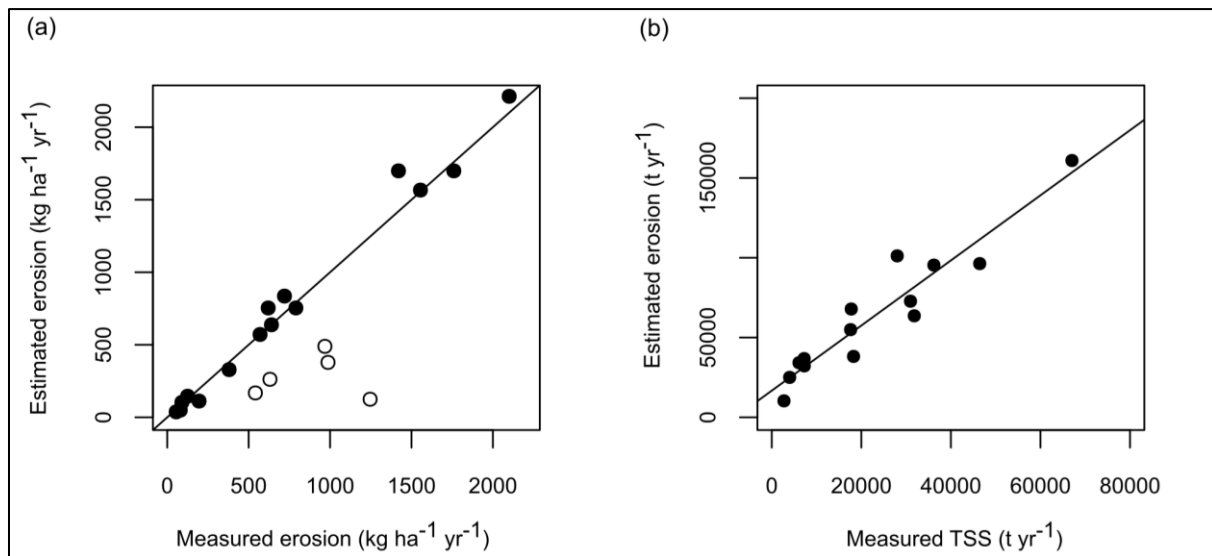 (a)
Estimated erosion (kg ha⁻¹ yr⁻¹)
2000
1500
1000
500
0
0 500 1000 1500 2000
Measured erosion (kg ha⁻¹ yr⁻¹)
(b)
Estimated erosion (t yr⁻¹)
150000
50000
0
0 20000 40000 60000 80000
Measured TSS (t yr⁻¹)